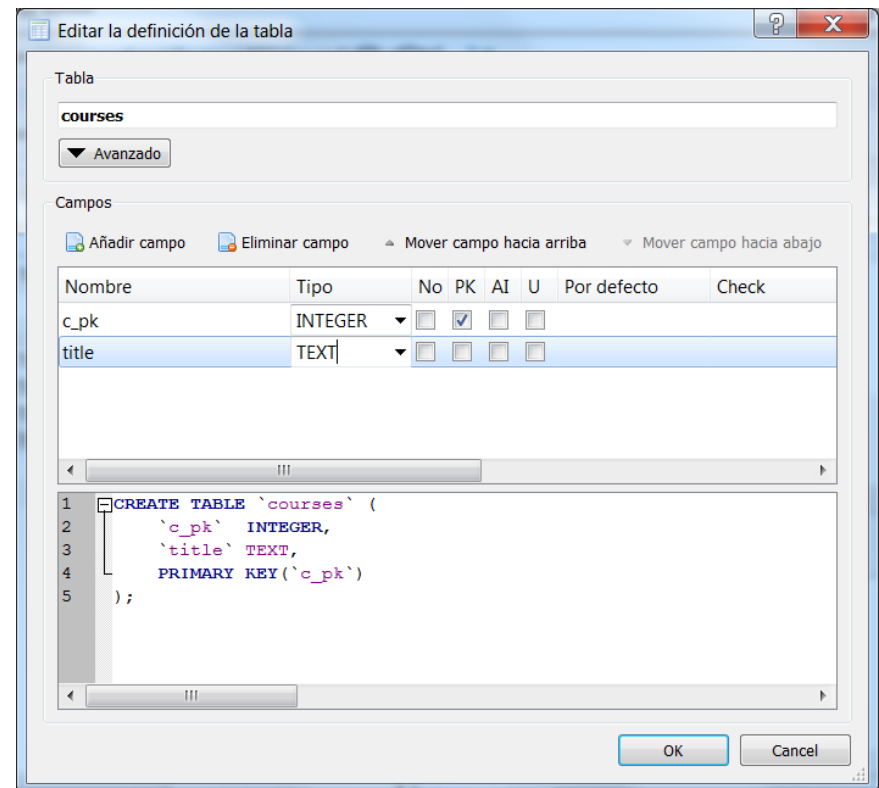 Editar la definición de la tabla
Tabla
courses
Avanzado
Campos
Añadir campo Eliminar campo Mover campo hacia arriba Mover campo hacia abajo
Nombre Tipo No PK AI U Por defecto Check
c_pk INTEGER
title TEXT
1 CREATE TABLE `courses` (
2 `c_pk` INTEGER,
3 `title` TEXT,
4 PRIMARY KEY(`c_pk`)
5 );
OK Cancel